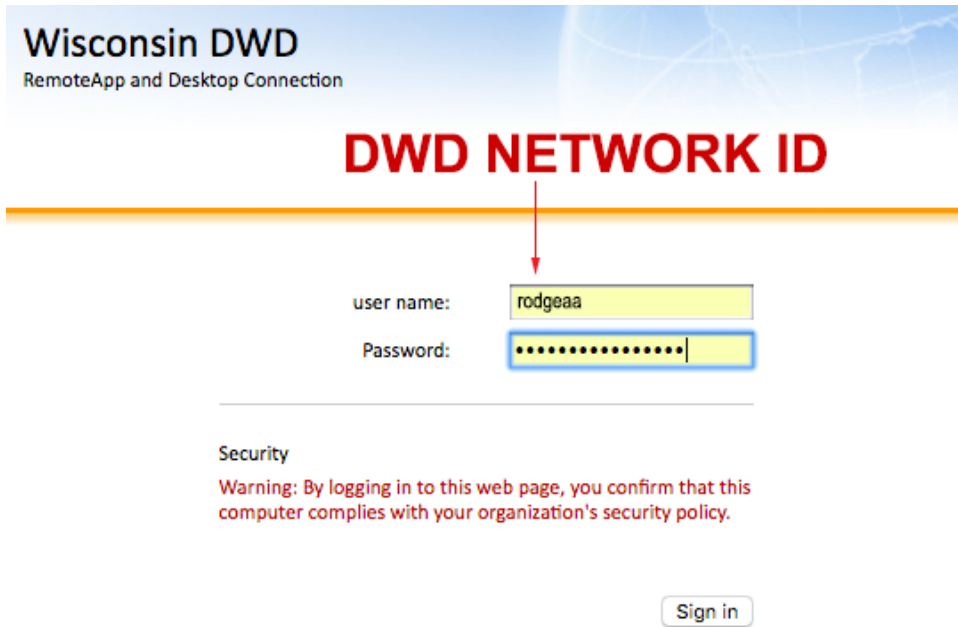 Wisconsin DWD
RemoteApp and Desktop Connection
DWD NETWORK ID
user name:
rodgeaa
Password:
••••••••••••••••
Security
Warning: By logging in to this web page, you confirm that this
computer complies with your organization's security policy.
Sign in